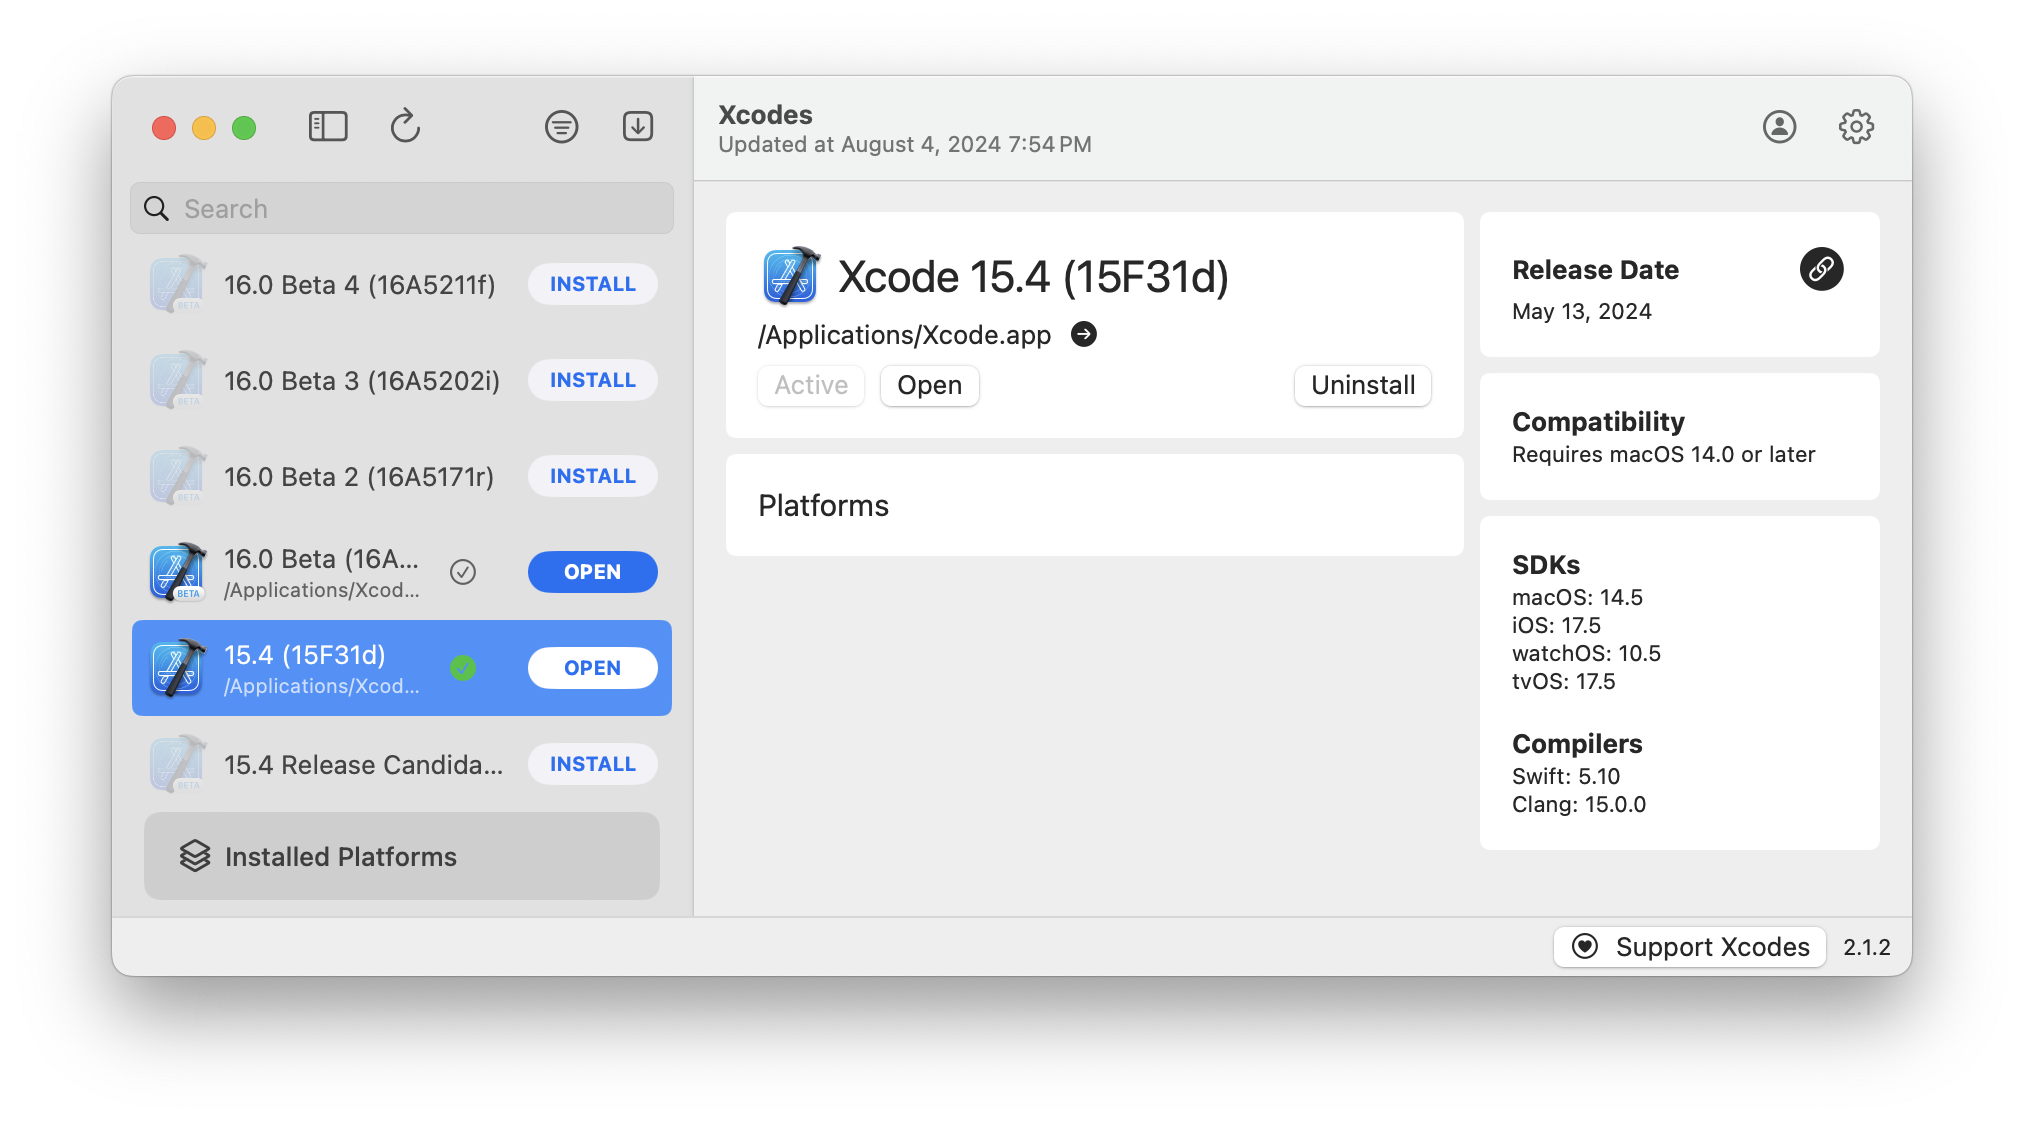 Search
16.0 Beta 4 (16A5211f)
INSTALL
BETA
16.0 Beta 3 (16A5202i)
INSTALL
BETA
16.0 Beta 2 (16A5171r)
INSTALL
BETA
16.0 Beta (16A...
/Applications/Xcod...
OPEN
BETA
15.4 (15F31d)
/Applications/Xcod...
OPEN
15.4 Release Candida...
INSTALL
BETA
Installed Platforms
Xcodes
Updated at August 4, 2024 7:54 PM
Xcode 15.4 (15F31d)
/Applications/Xcode.app
Active
Open
Uninstall
Platforms
Release Date
May 13, 2024
Compatibility
Requires macOS 14.0 or later
SDKs
macOS: 14.5
iOS: 17.5
watchOS: 10.5
tvOS: 17.5
Compilers
Swift: 5.10
Clang: 15.0.0
Support Xcodes
2.1.2